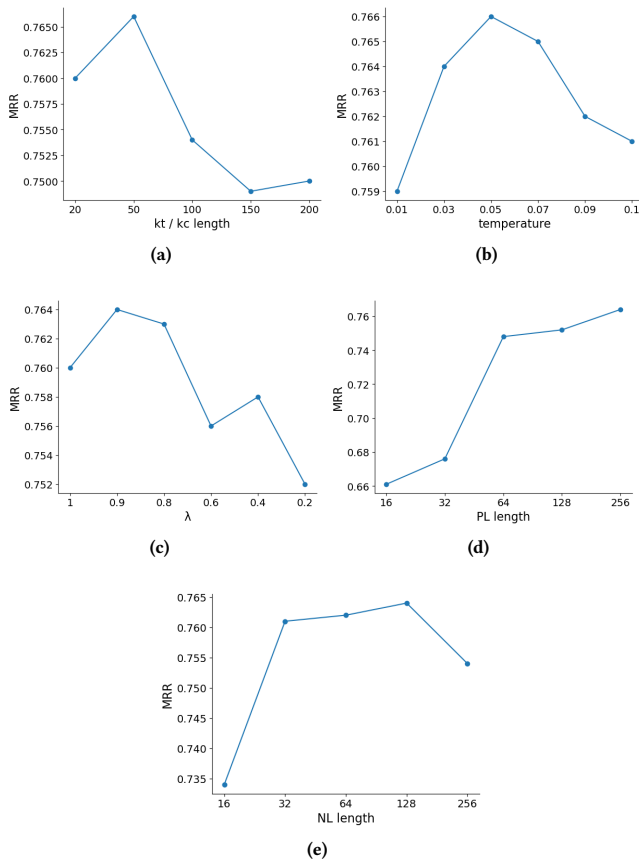 0.7650
0.7625
0.7600
0.7575
0.7550
0.7525
0.7500
MRR
20 50 100 150 200
kt / kc length
(a)
0.766
0.765
0.764
0.763
0.762
0.761
0.760
0.759
MRR
0.01 0.03 0.05 0.07 0.09 0.1
temperature
(b)
0.764
0.762
0.760
0.758
0.756
0.754
0.752
MRR
1 0.9 0.8 0.6 0.4 0.2
λ
(c)
0.76
0.74
0.72
0.70
0.68
0.66
MRR
16 32 64 128 256
PL length
(d)
0.765
0.760
0.755
0.750
0.745
0.740
0.735
MRR
16 32 64 128 256
NL length
(e)